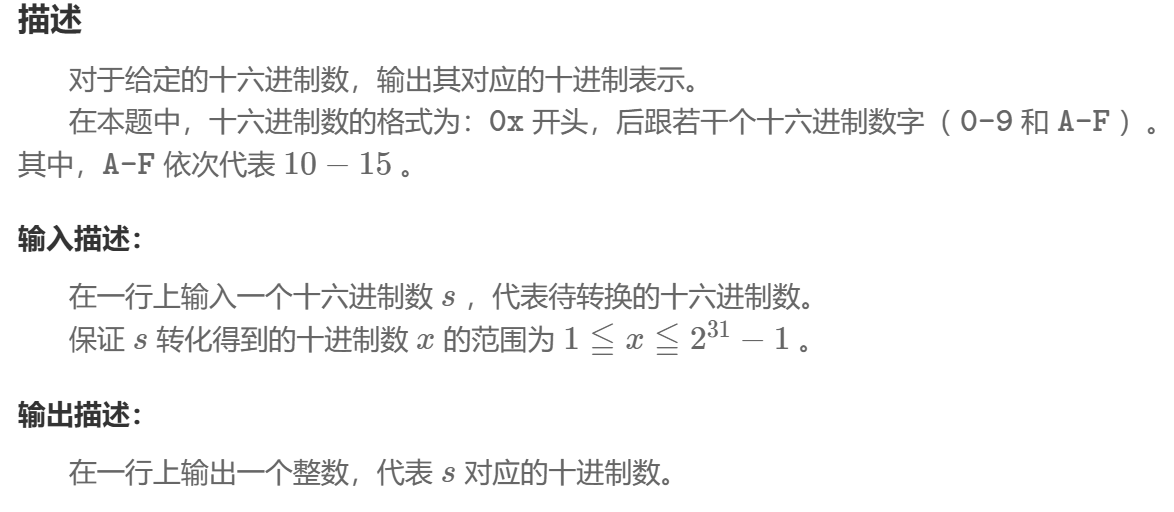 描述
对于给定的十六进制数，输出其对应的十进制表示。
在本题中，十六进制数的格式为：0x 开头，后跟若干个十六进制数字（ 0-9 和 A-F ）。
其中，A-F 依次代表 10 − 15 。
输入描述：
在一行上输入一个十六进制数 s ，代表待转换的十六进制数。
保证 s 转化得到的十进制数 x 的范围为 1 ≦ x ≦ 2^31 − 1 。
输出描述：
在一行上输出一个整数，代表 s 对应的十进制数。